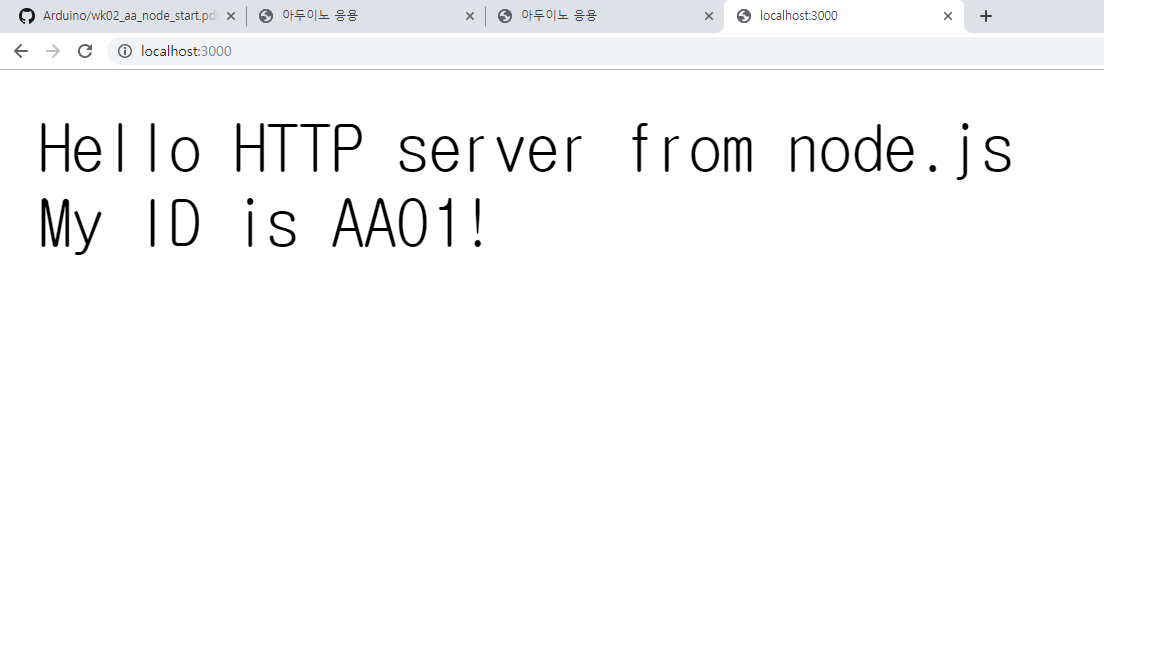 Arduino/wk02_aa_node_start.pd
아두이노 응용
아두이노 응용
localhost:3000
localhost:3000
Hello HTTP server from node.js
My ID is AA01!